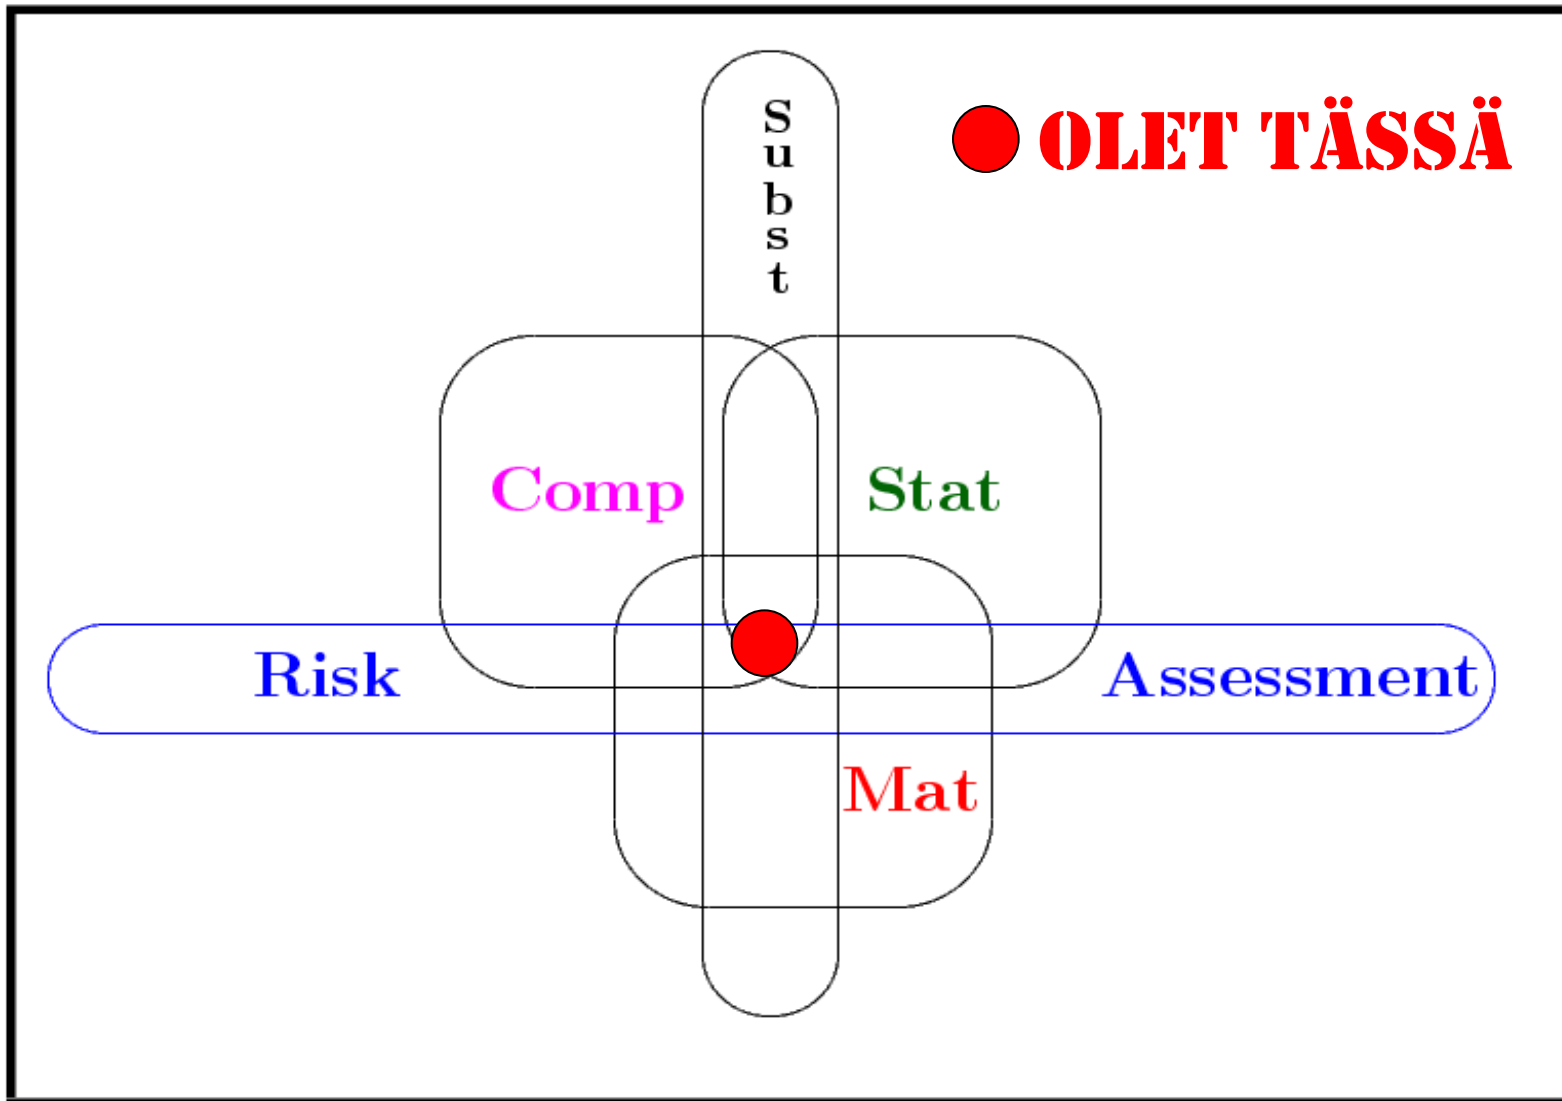 S
u
b
s
t
OLET TÄSSÄ
Comp
Stat
Risk
Assessment
Mat